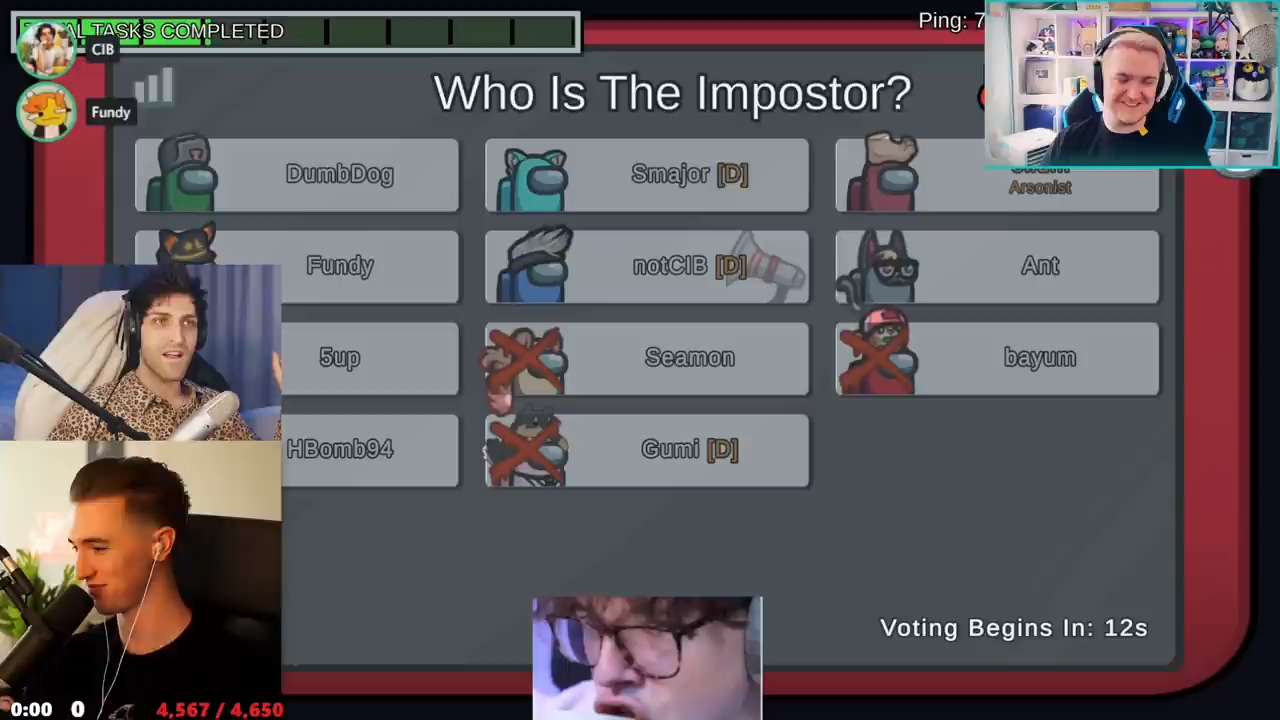 TASKS COMPLETED
CIB
Fundy
Ping: 7
Who Is The Impostor?
DumbDog
Smajor [D]
Arsonist
Fundy
notCIB [D]
Ant
5up
Seamon
bayum
HBomb94
Gumi [D]
Voting Begins In: 12s
0:00 0 4,567 / 4,650